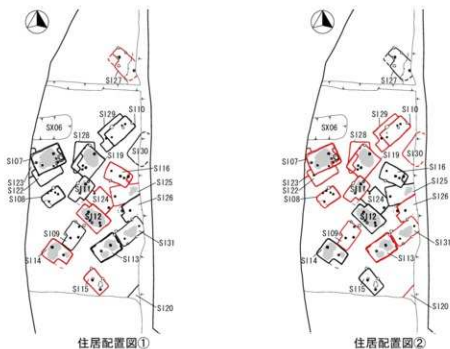 SI27
SI10
SI29
SX06
SI28
SI30
SI07
SI19
SI16
SI23
SI22
SI25
SI08
SI11
SI24
SI26
SI12
SI09
SI31
SI14
SI13
SI15
SI20
住居配置図①
SI27
SI10
SI29
SX06
SI28
SI30
SI07
SI19
SI16
SI23
SI22
SI25
SI08
SI11
SI24
SI26
SI12
SI09
SI31
SI14
SI13
SI15
SI20
住居配置図②